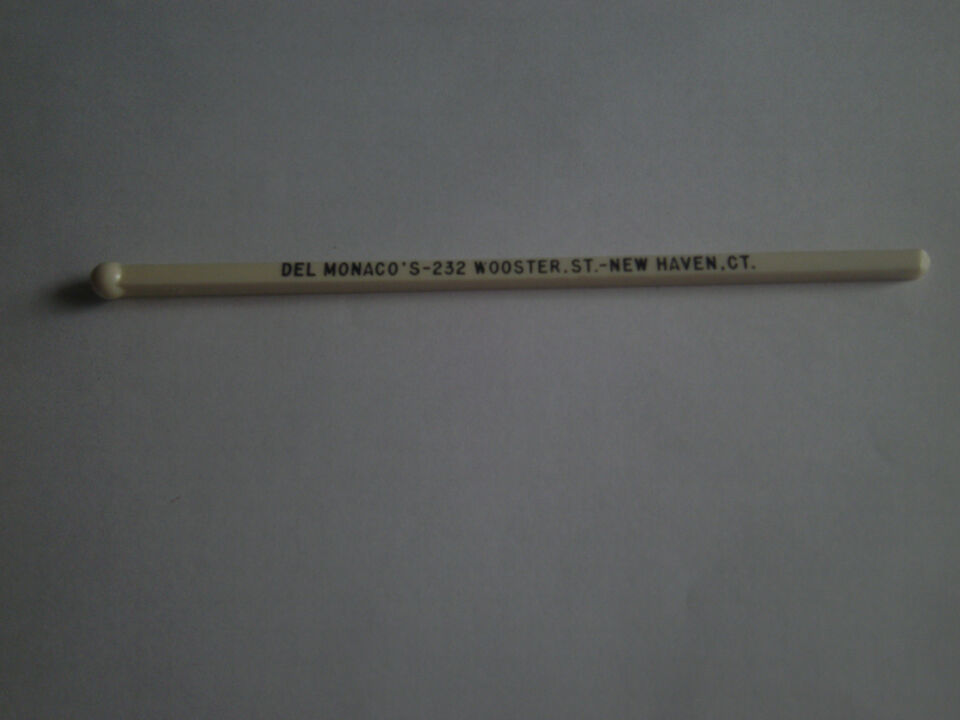 DEL MONACO'S-232 WOOSTER.ST.-NEW HAVEN,CT.